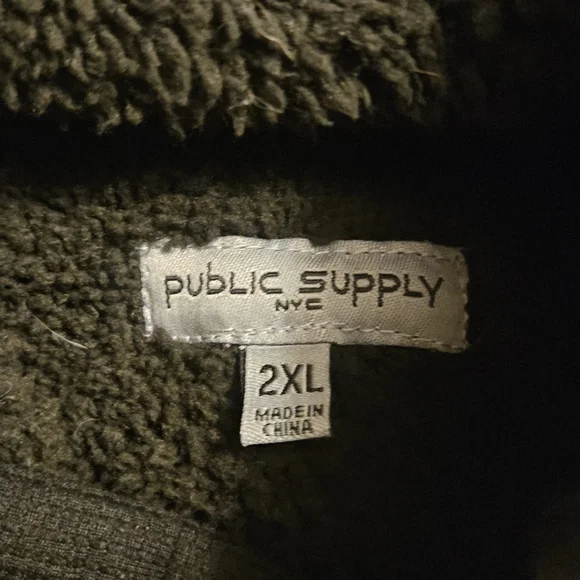 PUBLIC SUPPLY
NYC
2XL
MADE IN
CHINA